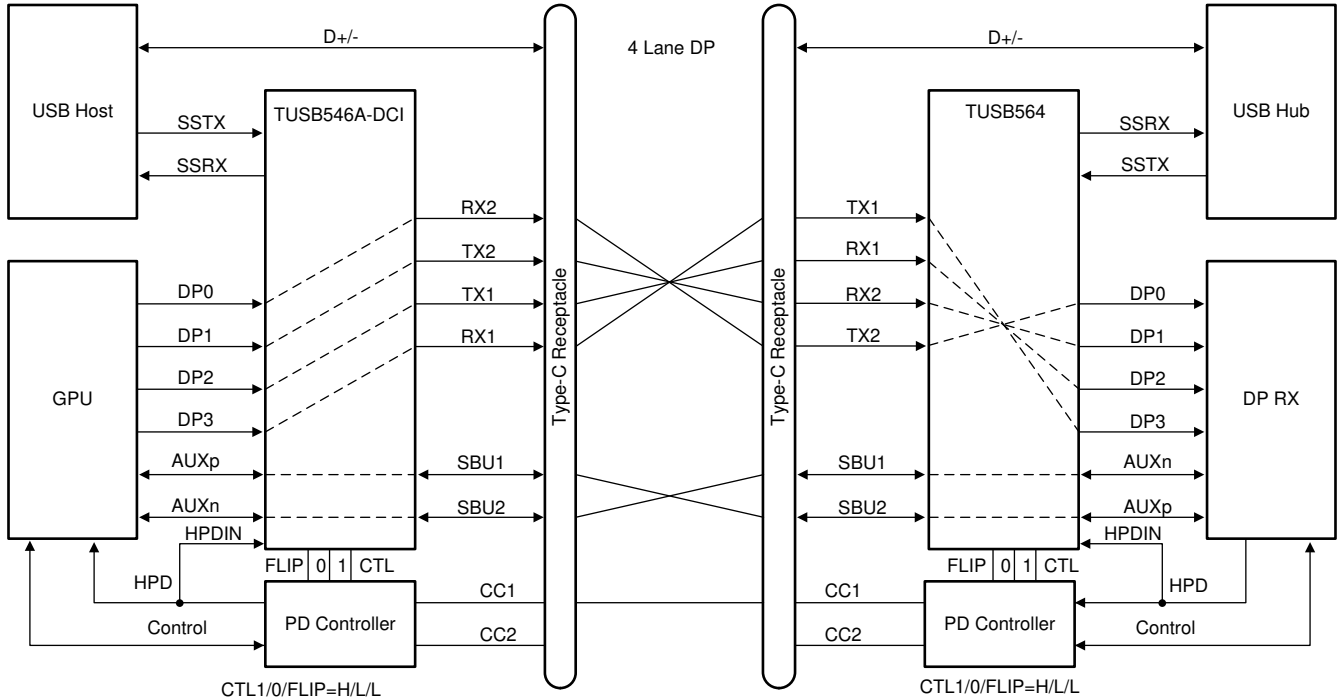 D+/-
4 Lane DP
D+/-
USB Host
TUSB546A-DCI
TUSB564
USB Hub
SSTX
SSRX
SSRX
SSTX
RX2
TX2
TX1
RX1
TX1
RX1
RX2
TX2
Type-C Receptacle
Type-C Receptacle
GPU
DP0
DP1
DP2
DP3
AUXp
AUXn
HPDIN
SBU1
SBU2
SBU1
SBU2
DP0
DP1
DP2
DP3
AUXn
AUXp
HPDIN
DP RX
FLIP 0 1 CTL
FLIP 0 1 CTL
HPD
Control
PD Controller
CC1
CC2
CC1
CC2
PD Controller
HPD
Control
CTL1/0/FLIP=H/L/L
CTL1/0/FLIP=H/L/L